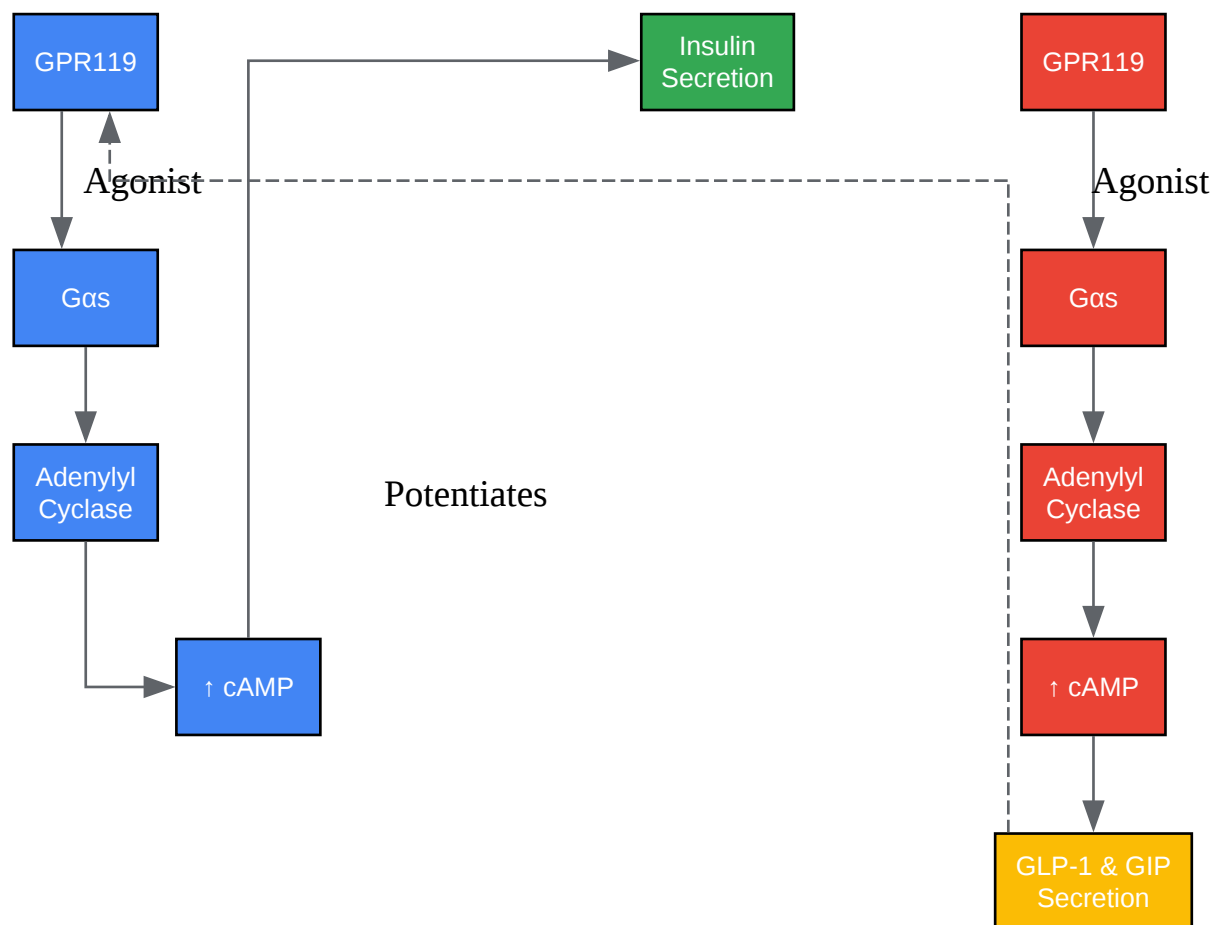 GPR119
Insulin
Secretion
GPR119
Agonist
Agonist
Gαs
Gαs
Adenylyl
Cyclase
Potentiates
Adenylyl
Cyclase
↑ cAMP
↑ cAMP
GLP-1 & GIP
Secretion